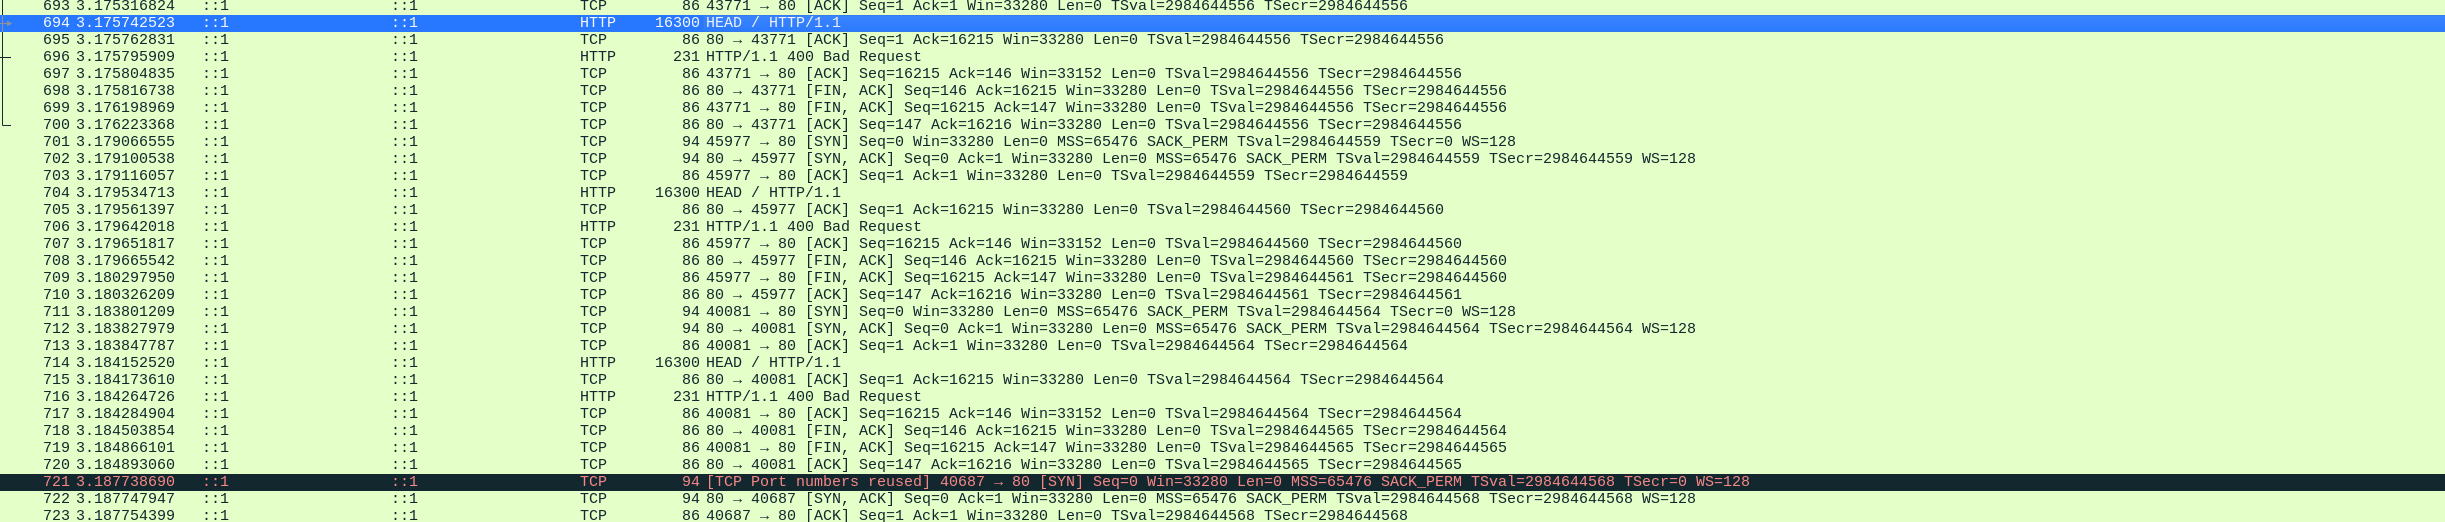 693 3.175316824 ::1 ::1 TCP 86 43771 → 80 [ACK] Seq=1 Ack=1 Win=33280 Len=0 TSval=2984644556 TSecr=2984644556
694 3.175742523 ::1 ::1 HTTP 16300 HEAD / HTTP/1.1
695 3.175762831 ::1 ::1 TCP 86 80 → 43771 [ACK] Seq=1 Ack=16215 Win=33280 Len=0 TSval=2984644556 TSecr=2984644556
696 3.175795909 ::1 ::1 HTTP 231 HTTP/1.1 400 Bad Request
697 3.175804835 ::1 ::1 TCP 86 43771 → 80 [ACK] Seq=16215 Ack=146 Win=33152 Len=0 TSval=2984644556 TSecr=2984644556
698 3.175816738 ::1 ::1 TCP 86 80 → 43771 [FIN, ACK] Seq=146 Ack=16215 Win=33280 Len=0 TSval=2984644556 TSecr=2984644556
699 3.176198969 ::1 ::1 TCP 86 43771 → 80 [FIN, ACK] Seq=16215 Ack=147 Win=33280 Len=0 TSval=2984644556 TSecr=2984644556
700 3.176223368 ::1 ::1 TCP 86 80 → 43771 [ACK] Seq=147 Ack=16216 Win=33280 Len=0 TSval=2984644556 TSecr=2984644556
701 3.179066555 ::1 ::1 TCP 94 45977 → 80 [SYN] Seq=0 Win=33280 Len=0 MSS=65476 SACK_PERM TSval=2984644559 TSecr=0 WS=128
702 3.179100538 ::1 ::1 TCP 94 80 → 45977 [SYN, ACK] Seq=0 Ack=1 Win=33280 Len=0 MSS=65476 SACK_PERM TSval=2984644559 TSecr=2984644559 WS=128
703 3.179116057 ::1 ::1 TCP 86 45977 → 80 [ACK] Seq=1 Ack=1 Win=33280 Len=0 TSval=2984644559 TSecr=2984644559
704 3.179534713 ::1 ::1 HTTP 16300 HEAD / HTTP/1.1
705 3.179561397 ::1 ::1 TCP 86 80 → 45977 [ACK] Seq=1 Ack=16215 Win=33280 Len=0 TSval=2984644560 TSecr=2984644560
706 3.179642018 ::1 ::1 HTTP 231 HTTP/1.1 400 Bad Request
707 3.179651817 ::1 ::1 TCP 86 45977 → 80 [ACK] Seq=16215 Ack=146 Win=33152 Len=0 TSval=2984644560 TSecr=2984644560
708 3.179665542 ::1 ::1 TCP 86 80 → 45977 [FIN, ACK] Seq=146 Ack=16215 Win=33280 Len=0 TSval=2984644560 TSecr=2984644560
709 3.180297950 ::1 ::1 TCP 86 45977 → 80 [FIN, ACK] Seq=16215 Ack=147 Win=33280 Len=0 TSval=2984644561 TSecr=2984644560
710 3.180326209 ::1 ::1 TCP 86 80 → 45977 [ACK] Seq=147 Ack=16216 Win=33280 Len=0 TSval=2984644561 TSecr=2984644561
711 3.183801209 ::1 ::1 TCP 94 40081 → 80 [SYN] Seq=0 Win=33280 Len=0 MSS=65476 SACK_PERM TSval=2984644564 TSecr=0 WS=128
712 3.183827979 ::1 ::1 TCP 94 80 → 40081 [SYN, ACK] Seq=0 Ack=1 Win=33280 Len=0 MSS=65476 SACK_PERM TSval=2984644564 TSecr=2984644564 WS=128
713 3.183847787 ::1 ::1 TCP 86 40081 → 80 [ACK] Seq=1 Ack=1 Win=33280 Len=0 TSval=2984644564 TSecr=2984644564
714 3.184152520 ::1 ::1 HTTP 16300 HEAD / HTTP/1.1
715 3.184173610 ::1 ::1 TCP 86 80 → 40081 [ACK] Seq=1 Ack=16215 Win=33280 Len=0 TSval=2984644564 TSecr=2984644564
716 3.184264726 ::1 ::1 HTTP 231 HTTP/1.1 400 Bad Request
717 3.184284904 ::1 ::1 TCP 86 40081 → 80 [ACK] Seq=16215 Ack=146 Win=33152 Len=0 TSval=2984644564 TSecr=2984644564
718 3.184503854 ::1 ::1 TCP 86 80 → 40081 [FIN, ACK] Seq=146 Ack=16215 Win=33280 Len=0 TSval=2984644565 TSecr=2984644564
719 3.184866101 ::1 ::1 TCP 86 40081 → 80 [FIN, ACK] Seq=16215 Ack=147 Win=33280 Len=0 TSval=2984644565 TSecr=2984644565
720 3.184893060 ::1 ::1 TCP 86 80 → 40081 [ACK] Seq=147 Ack=16216 Win=33280 Len=0 TSval=2984644565 TSecr=2984644565
721 3.187738690 ::1 ::1 TCP 94 [TCP Port numbers reused] 40687 → 80 [SYN] Seq=0 Win=33280 Len=0 MSS=65476 SACK_PERM TSval=2984644568 TSecr=0 WS=128
722 3.187747947 ::1 ::1 TCP 94 80 → 40687 [SYN, ACK] Seq=0 Ack=1 Win=33280 Len=0 MSS=65476 SACK_PERM TSval=2984644568 TSecr=2984644568 WS=128
723 3.187754399 ::1 ::1 TCP 86 40687 → 80 [ACK] Seq=1 Ack=1 Win=33280 Len=0 TSval=2984644568 TSecr=2984644568